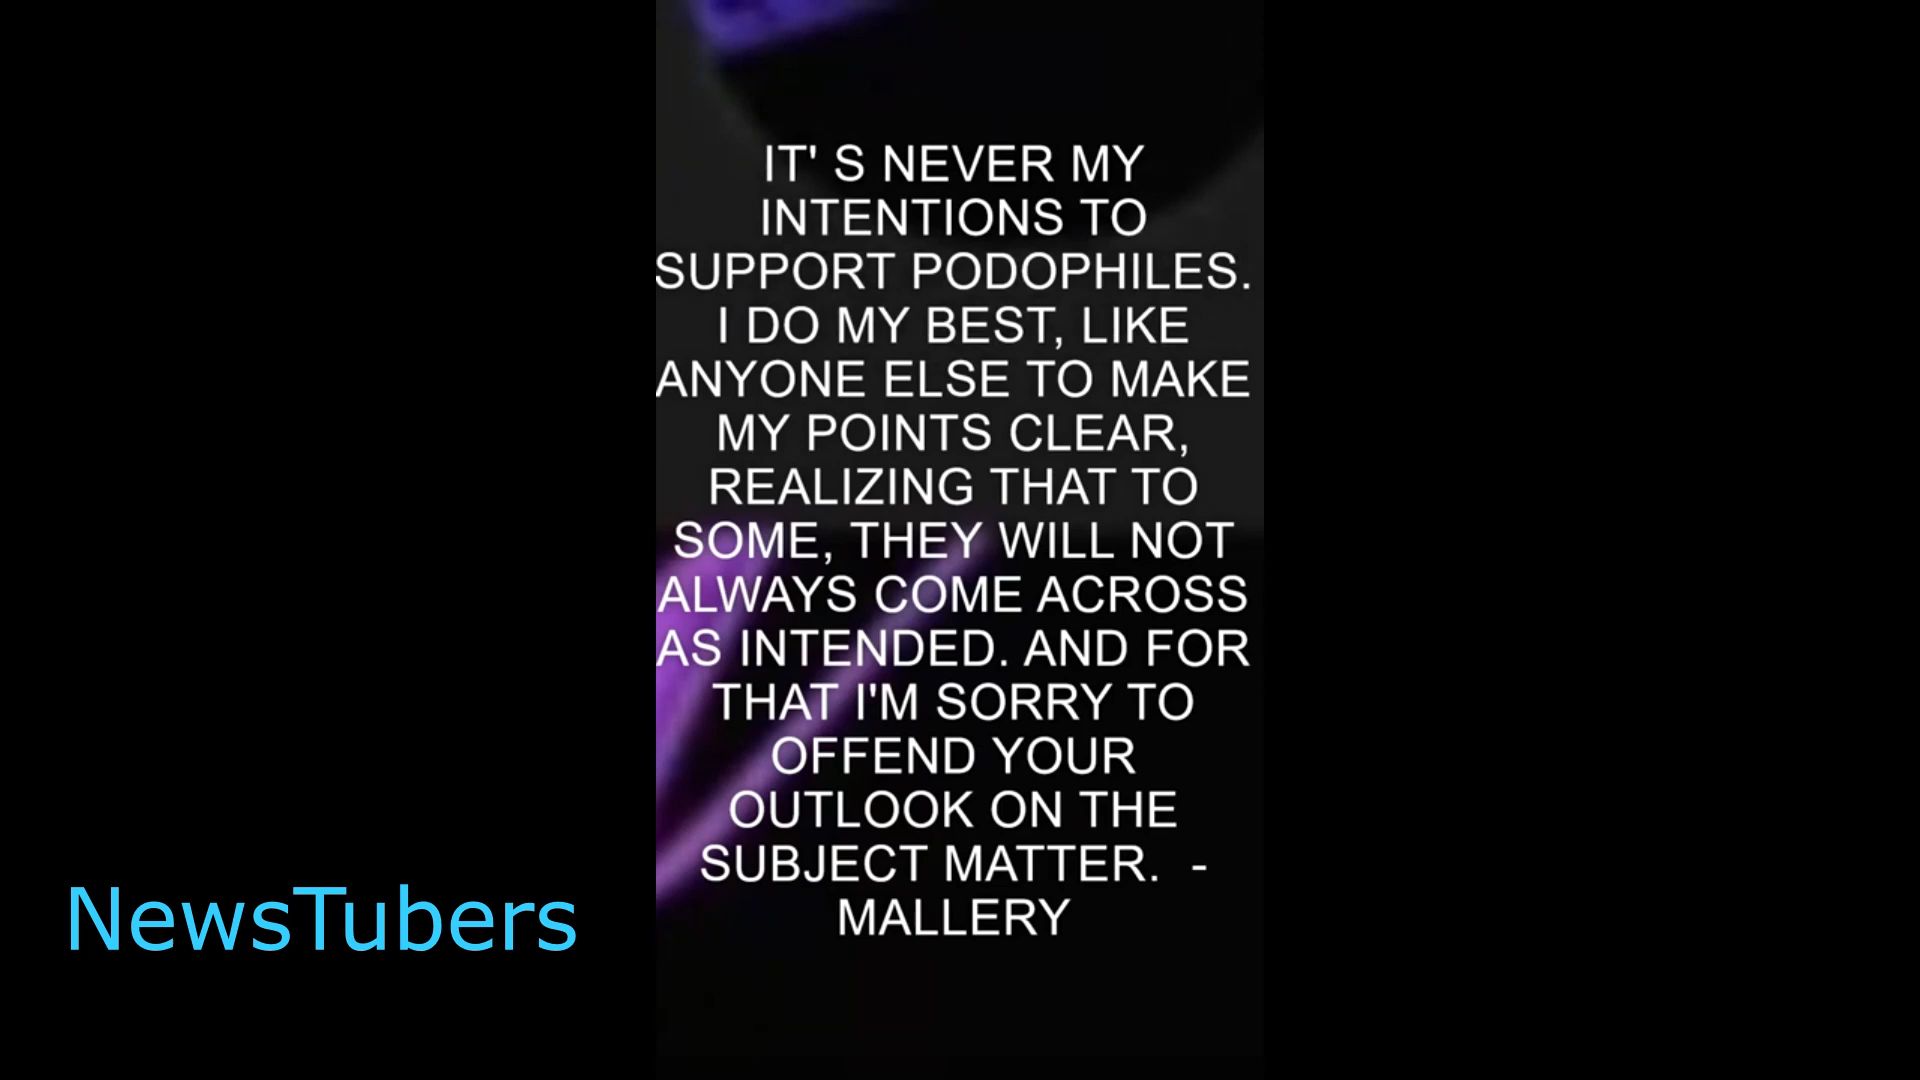 IT' S NEVER MY
INTENTIONS TO
SUPPORT PODOPHILES.
I DO MY BEST, LIKE
ANYONE ELSE TO MAKE
MY POINTS CLEAR,
REALIZING THAT TO
SOME, THEY WILL NOT
ALWAYS COME ACROSS
AS INTENDED. AND FOR
THAT I'M SORRY TO
OFFEND YOUR
OUTLOOK ON THE
SUBJECT MATTER.  -
MALLERY
NewsTubers